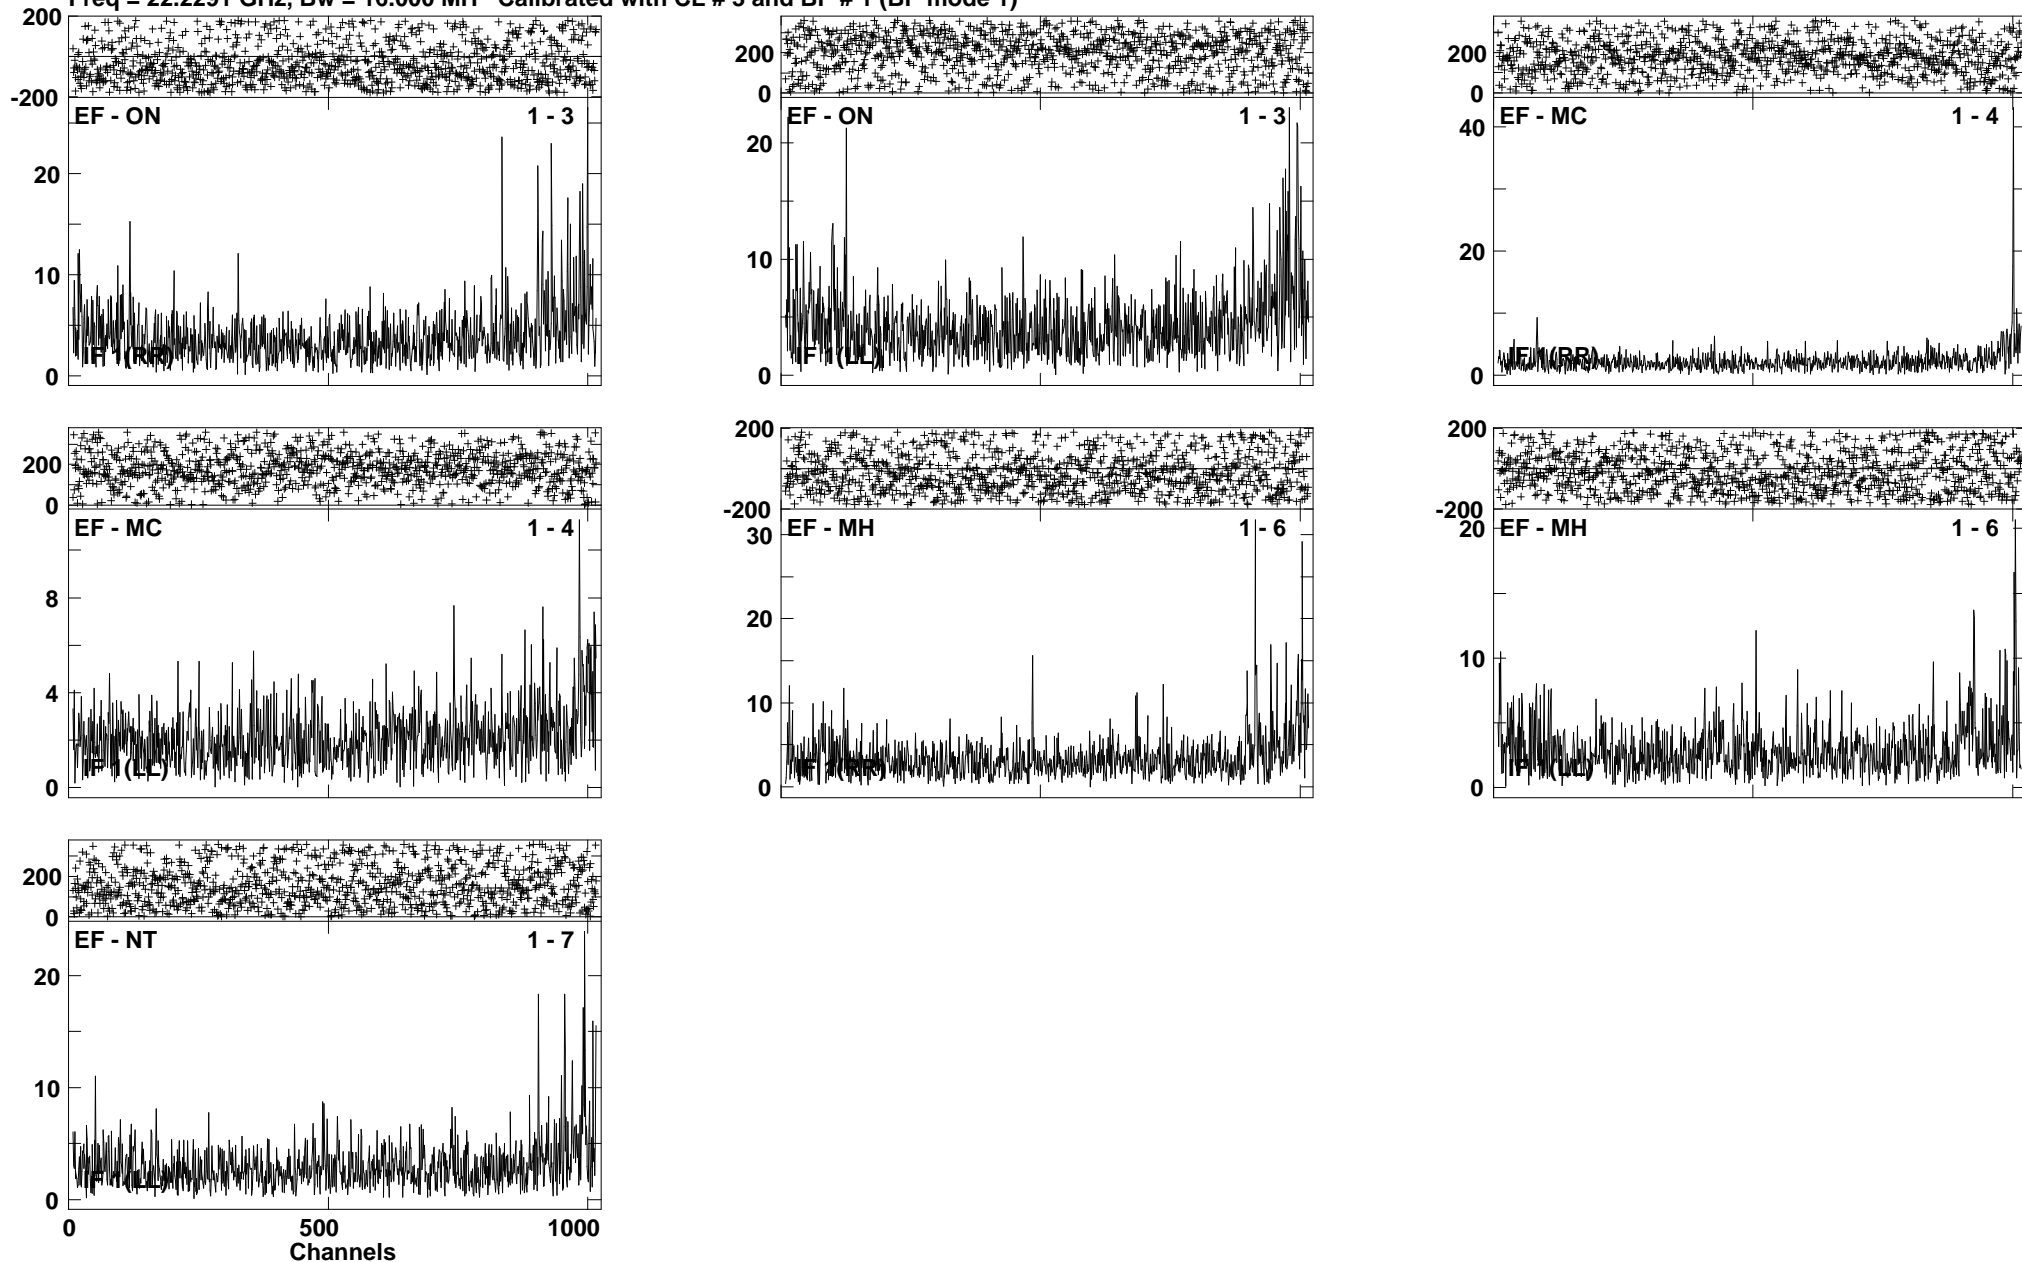 Freq = 22.2291 GHz, Bw = 16.000 MH Calibrated with CL # 3 and BP # 1 (BP mode 1)
200
-200
EF - ON 1 - 3
20
10
0
IF 1(RR)
200
0
EF - ON 1 - 3
20
10
0
IF 1(LL)
200
0
EF - MC 1 - 4
40
20
0
IF 1(RR)
200
0
EF - MC 1 - 4
8
4
0
IF 1(LL)
200
-200
EF - MH 1 - 6
30
20
10
0
IF 1(RR)
200
-200
EF - MH 1 - 6
20
10
0
IF 1(LL)
200
0
EF - NT 1 - 7
20
10
0
IF 1(LL)
0 500 1000
Channels